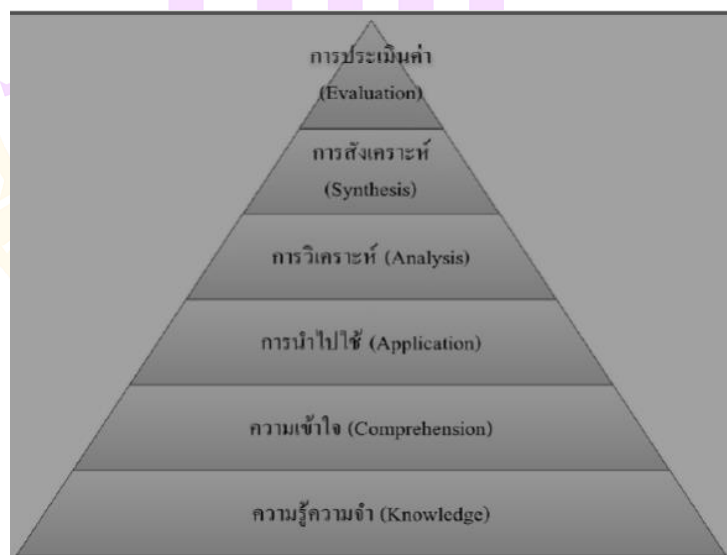 การประเมินค่า
(Evaluation)
การสังเคราะห์
(Synthesis)
การวิเคราะห์ (Analysis)
การนำไปใช้ (Application)
ความเข้าใจ (Comprehension)
ความรู้ความจำ (Knowledge)